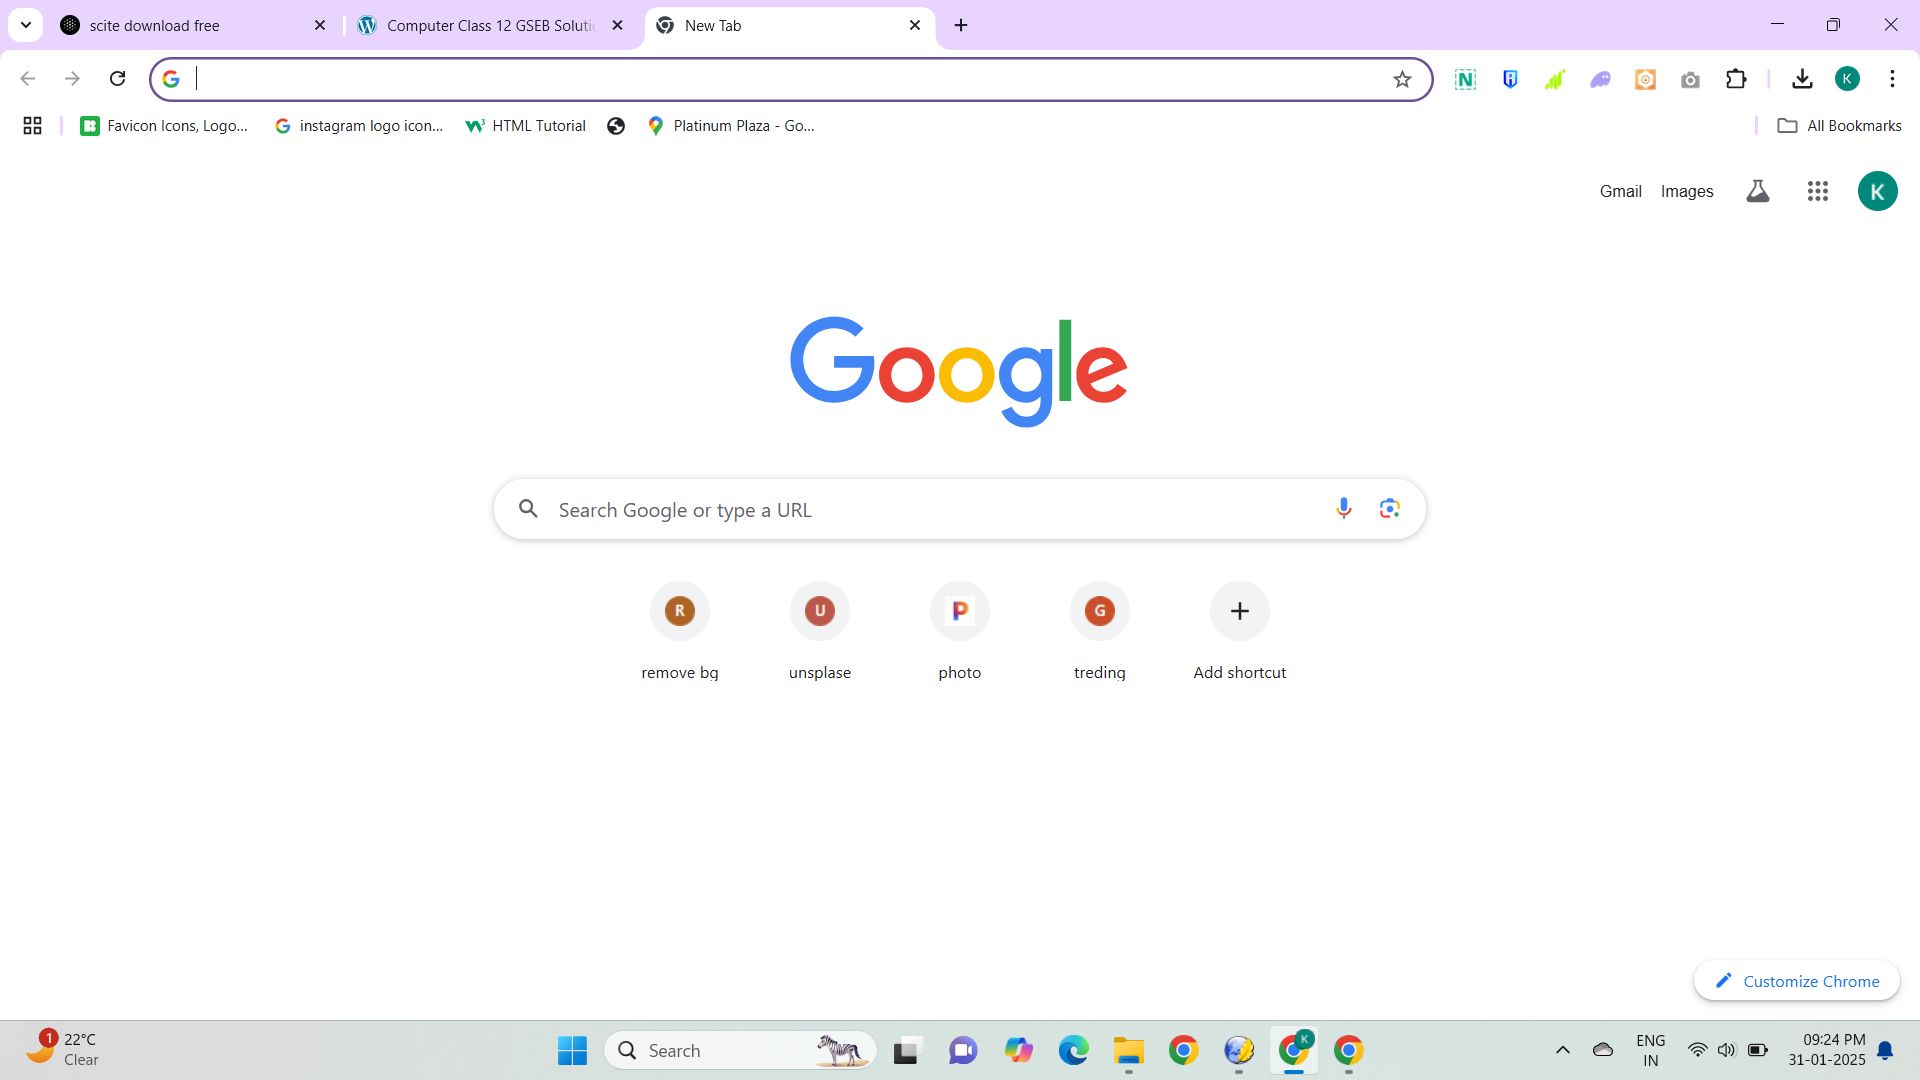 scite download free
Computer Class 12 GSEB Soluti
New Tab
K
Favicon Icons, Logo...
instagram logo icon...
HTML Tutorial
Platinum Plaza - Go...
All Bookmarks
Gmail
Images
K
Google
Search Google or type a URL
R
U
P
G
remove bg
unsplase
photo
treding
Add shortcut
Customize Chrome
1
22°C
Clear
Search
K
ENG
IN
09:24 PM
31-01-2025